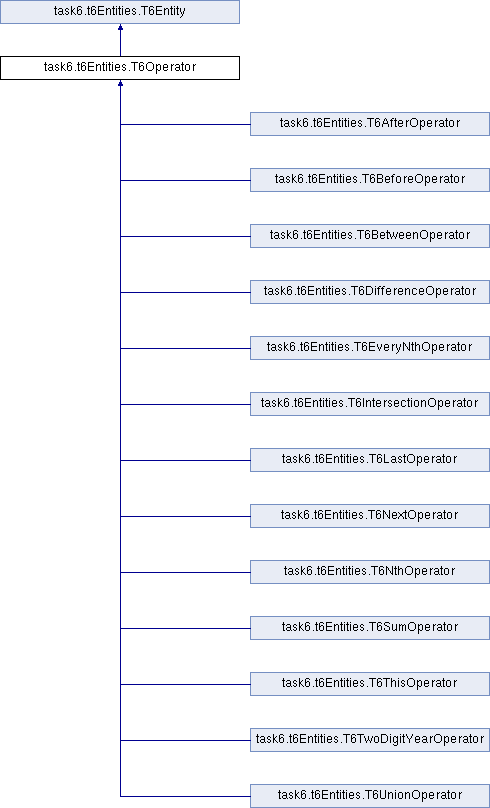 task6.t6Entities.T6Entity
task6.t6Entities.T6Operator
task6.t6Entities.T6AfterOperator
task6.t6Entities.T6BeforeOperator
task6.t6Entities.T6BetweenOperator
task6.t6Entities.T6DifferenceOperator
task6.t6Entities.T6EveryNthOperator
task6.t6Entities.T6IntersectionOperator
task6.t6Entities.T6LastOperator
task6.t6Entities.T6NextOperator
task6.t6Entities.T6NthOperator
task6.t6Entities.T6SumOperator
task6.t6Entities.T6ThisOperator
task6.t6Entities.T6TwoDigitYearOperator
task6.t6Entities.T6UnionOperator